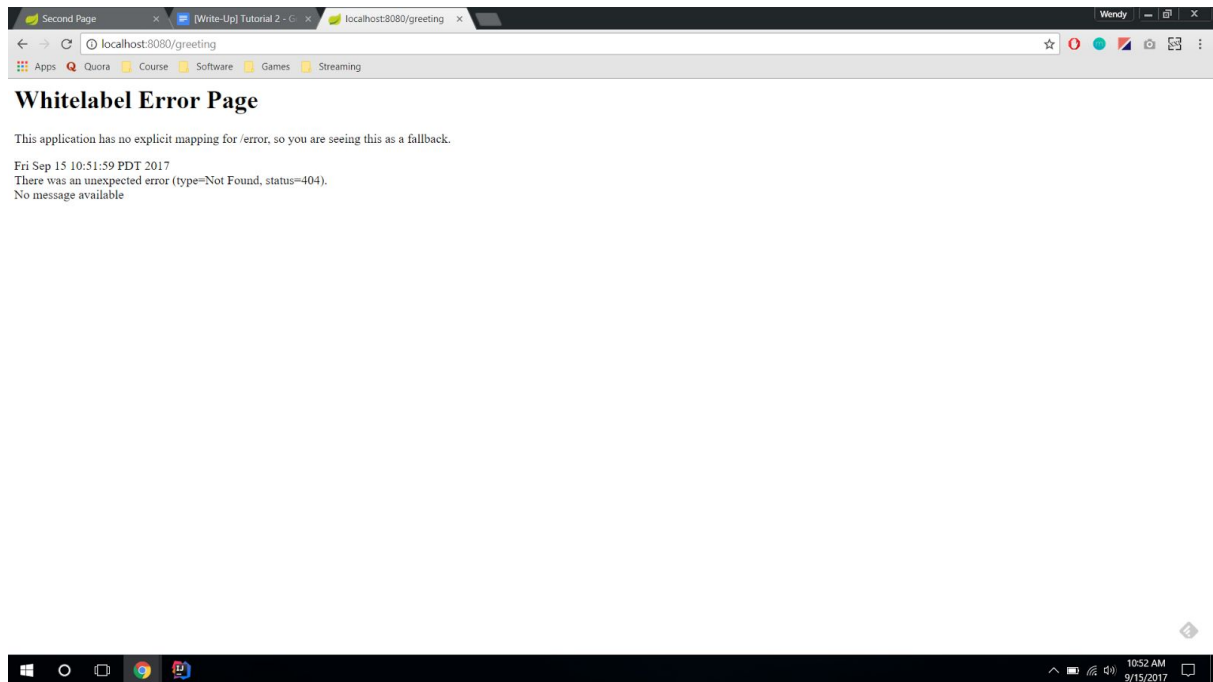 Second Page
[Write-Up] Tutorial 2 - G
localhost:8080/greeting
Wendy
localhost:8080/greeting
Apps Quora Course Software Games Streaming
Whitelabel Error Page
This application has no explicit mapping for /error, so you are seeing this as a fallback.
Fri Sep 15 10:51:59 PDT 2017
There was an unexpected error (type=Not Found, status=404).
No message available
10:52 AM
9/15/2017